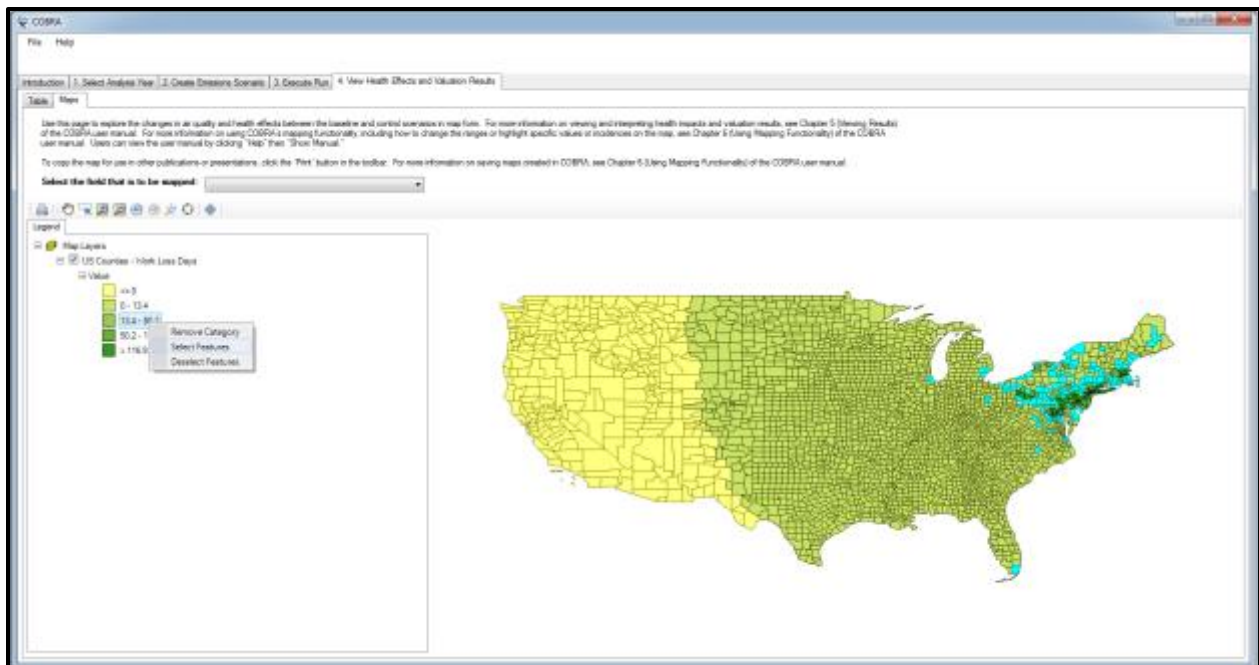 COBRA
File Help
Introduction 1. Select Analysis Year 2. Create Emissions Scenario 3. Execute Run 4. View Health Effects and Valuation Results
Table Maps
Use this page to explore the changes in air quality and health effects between the baseline and control scenarios in map form. For more information on viewing and interpreting health impacts and valuation results, see Chapter 5 (Viewing Results)
of the COBRA user manual. For more information on using COBRA's mapping functionality, including how to change the ranges or highlight specific values or incidences on the map, see Chapter 6 (Using Mapping Functionality) of the COBRA
user manual. Users can view the user manual by clicking "Help" then "Show Manual."
To copy the map for use in other publications or presentations, click the 'Print' button in the toolbar. For more information on saving maps created in COBRA, see Chapter 6 (Using Mapping Functionality) of the COBRA user manual.
Select the field that is to be mapped:
Legend
Map Layers
US Counties - Work Loss Days
Value
<= 0
0 - 13.4
13.4 -
50.2 -
> 116.9
Remove Category
Select Features
Deselect Features